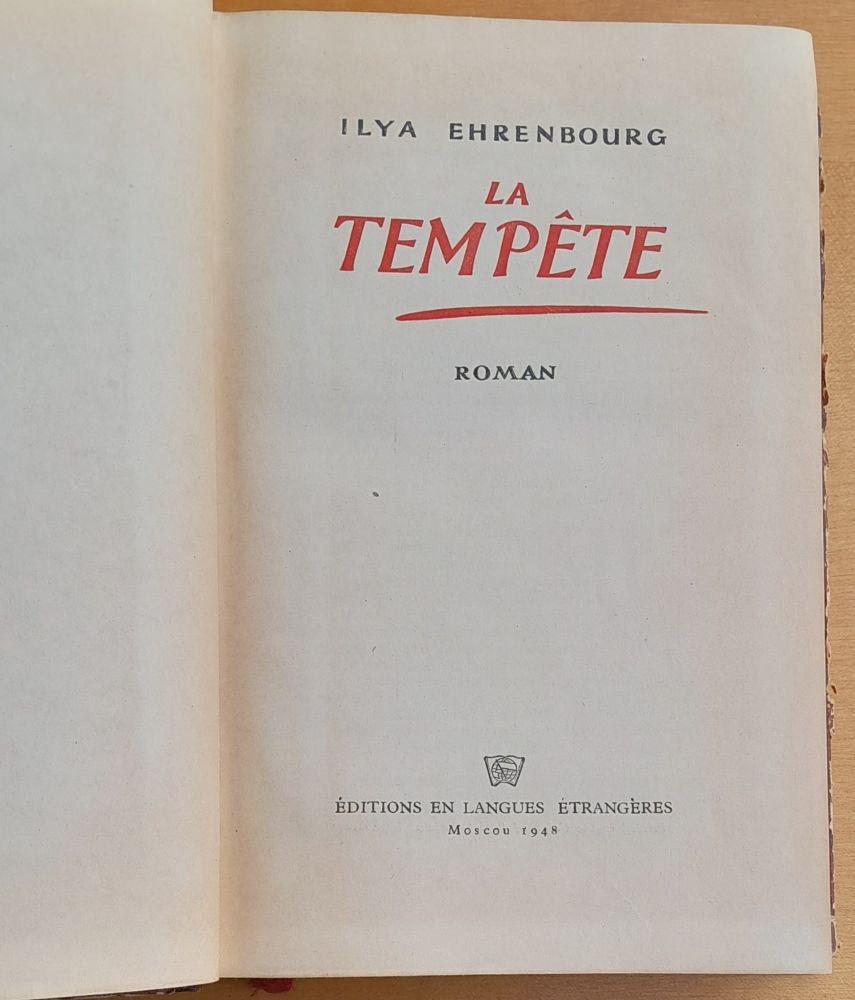 ILYA EHRENBOURG
LA
TEMPÊTE
ROMAN
ÉDITIONS EN LANGUES ÉTRANGÈRES
Moscou 1948